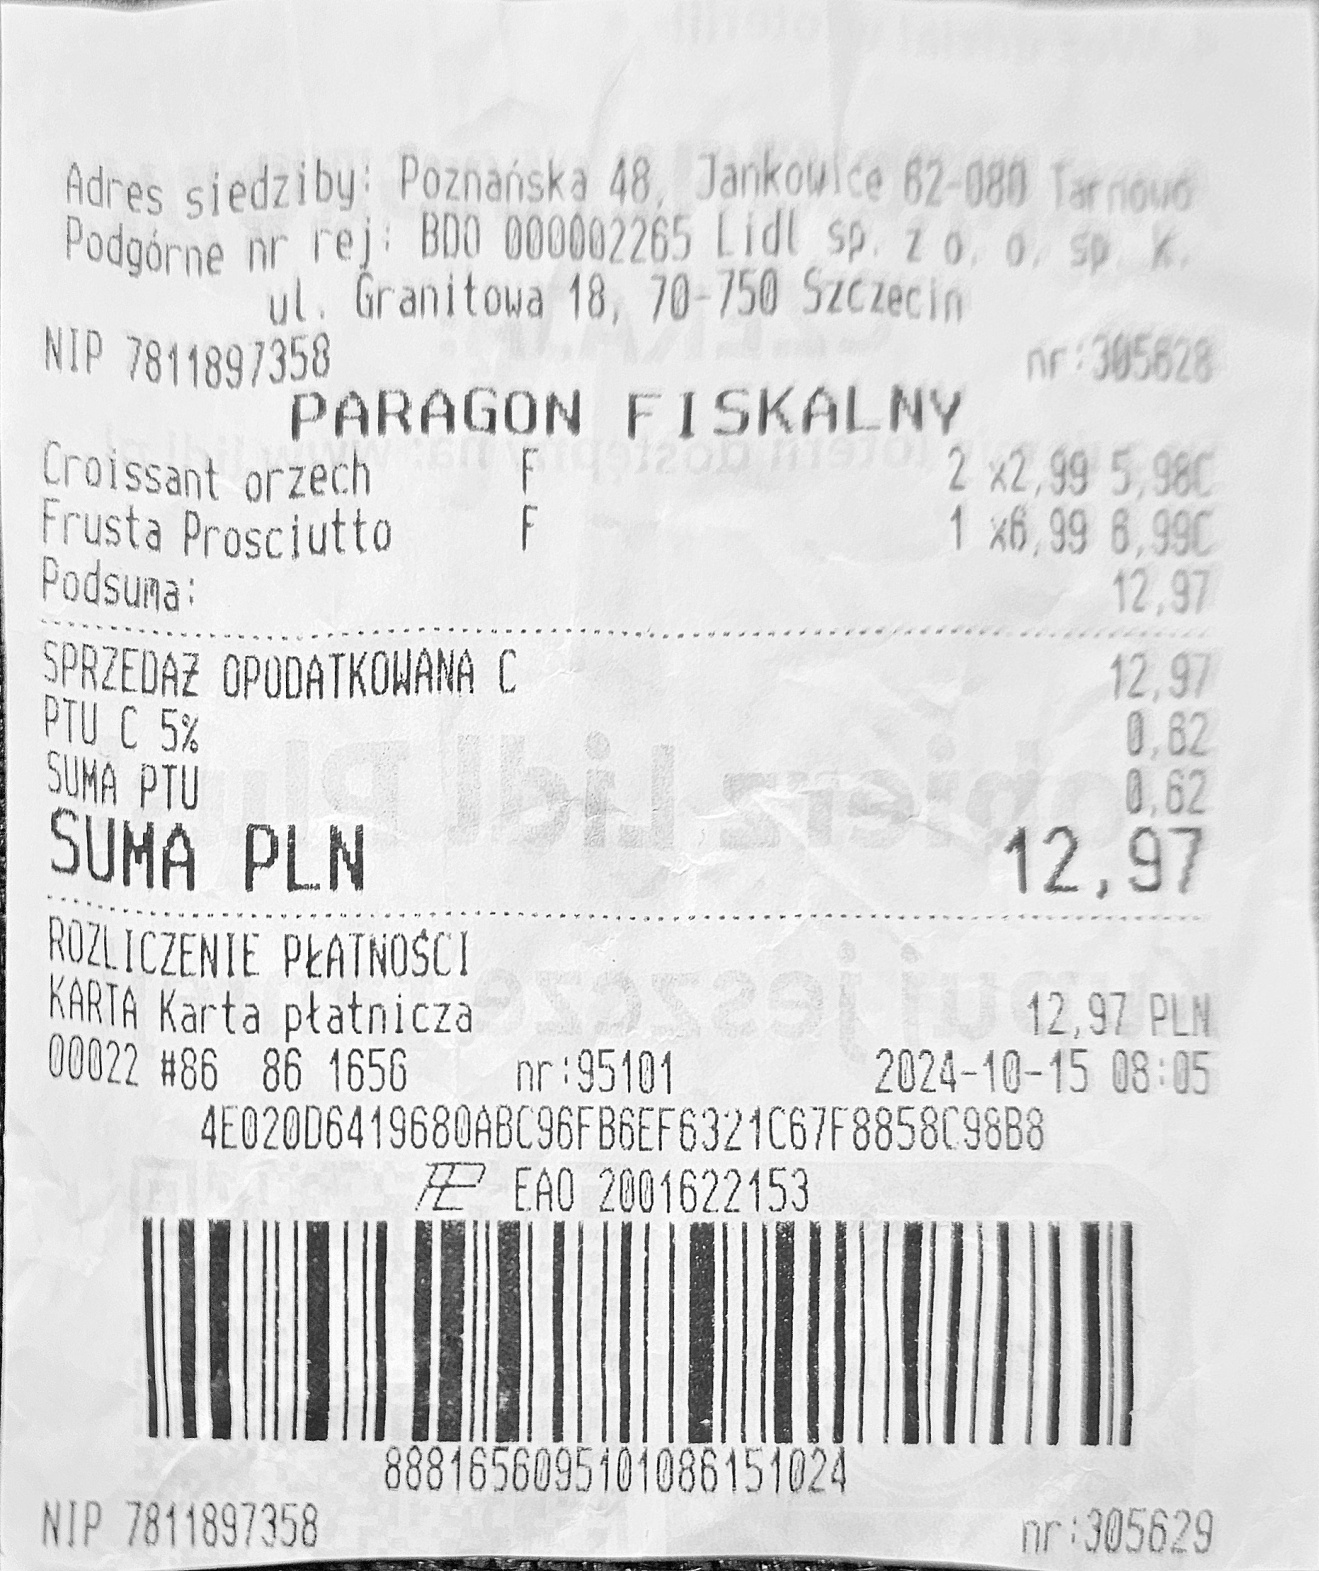 Adres siedziby: Poznańska 48, Jankowice 62-080 Tarnowo
Podgórne nr rej: BDO 000002265 Lidl sp. z o. o. sp. k.
ul. Granitowa 18, 70-750 Szczecin
NIP 7811897358 nr:305628
PARAGON FISKALNY
Croissant orzech F 2 x2,99 5,98C
Frusta Prosciutto F 1 x6,99 6,99C
Podsuma: 12,97
SPRZEDAŻ OPODATKOWANA C 12,97
PTU C 5% 0,62
SUMA PTU 0,62
SUMA PLN 12,97
ROZLICZENIE PŁATNOŚCI
KARTA Karta płatnicza 12,97 PLN
00022 #86 86 1656 nr:95101 2024-10-15 08:05
4E020D6419680ABC96FB6EF6321C67F8858C98B8
PL EAO 2001622153
8881656095101086151024
NIP 7811897358 nr:305629